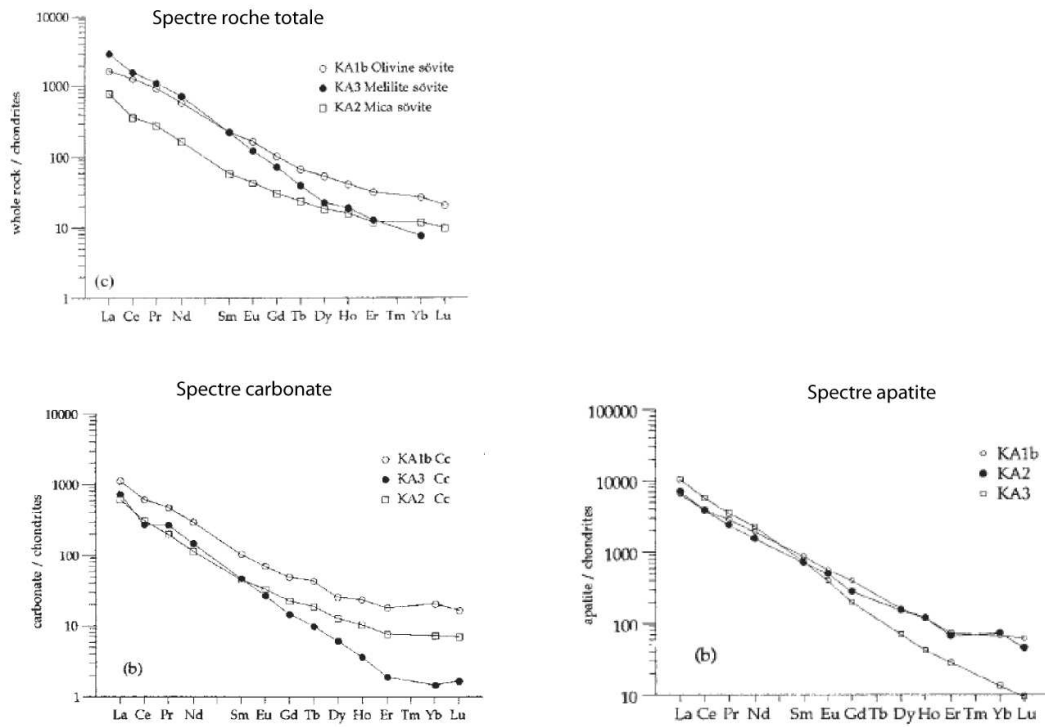 Spectre roche totale
10000
1000
100
10
1
whole rock / chondrites
KA1b Olivine sövite
KA3 Melilite sövite
KA2 Mica sövite
(c)
La Ce Pr Nd Sm Eu Gd Tb Dy Ho Er Tm Yb Lu
Spectre carbonate
10000
1000
100
10
1
carbonate / chondrites
KA1b Cc
KA3 Cc
KA2 Cc
(b)
La Ce Pr Nd Sm Eu Gd Tb Dy Ho Er Tm Yb Lu
Spectre apatite
100000
10000
1000
100
10
apatite / chondrites
KA1b
KA2
KA3
(b)
La Ce Pr Nd Sm Eu Gd Tb Dy Ho Er Tm Yb Lu